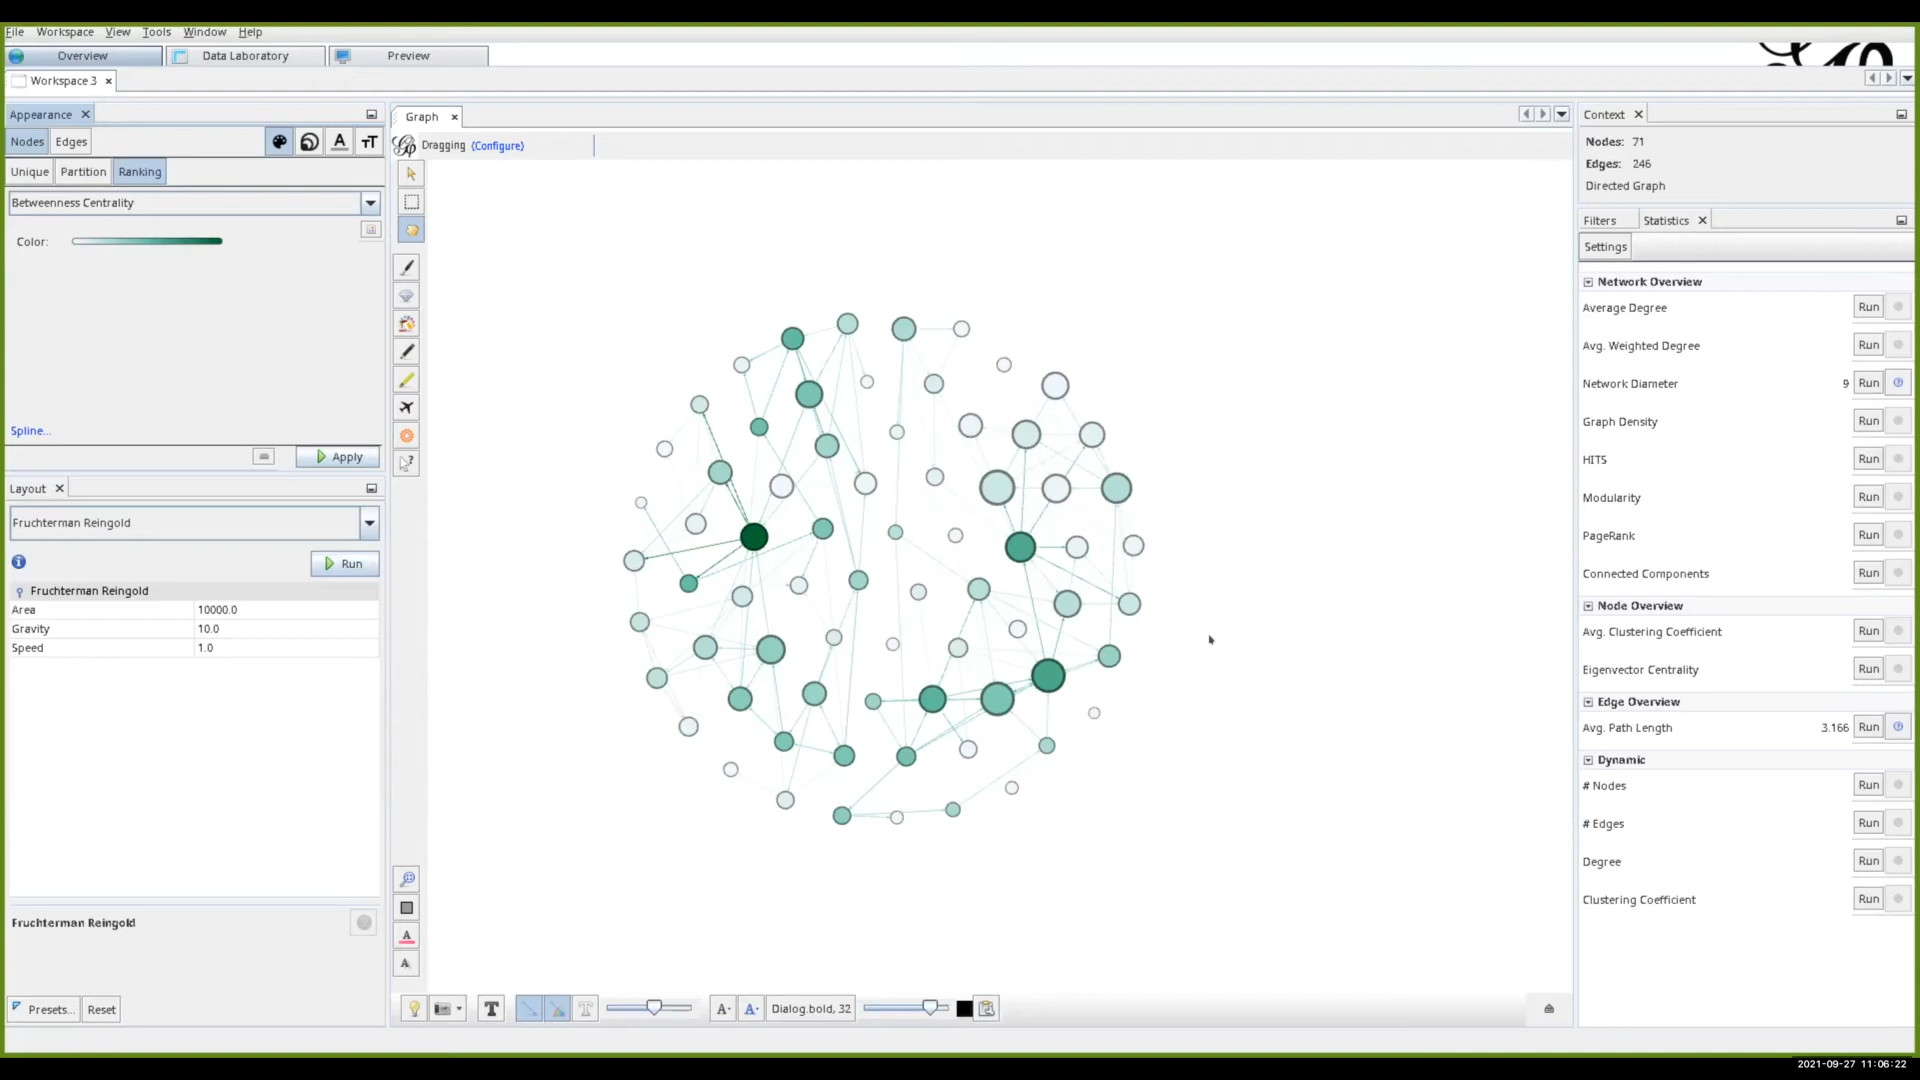 File Workspace View Tools Window Help
Overview Data Laboratory Preview
Workspace 3
Appearance
Nodes Edges
Unique Partition Ranking
Betweenness Centrality
Color:
Spline...
Apply
Layout
Fruchterman Reingold
Run
Fruchterman Reingold
Area 10000.0
Gravity 10.0
Speed 1.0
Fruchterman Reingold
Presets... Reset
Graph
Dragging (Configure)
Dialog.bold, 32
Context
Nodes: 71
Edges: 246
Directed Graph
Filters Statistics
Settings
Network Overview
Average Degree Run
Avg. Weighted Degree Run
Network Diameter 9 Run
Graph Density Run
HITS Run
Modularity Run
PageRank Run
Connected Components Run
Node Overview
Avg. Clustering Coefficient Run
Eigenvector Centrality Run
Edge Overview
Avg. Path Length 3.166 Run
Dynamic
# Nodes Run
# Edges Run
Degree Run
Clustering Coefficient Run
2021-09-27 11:06:22